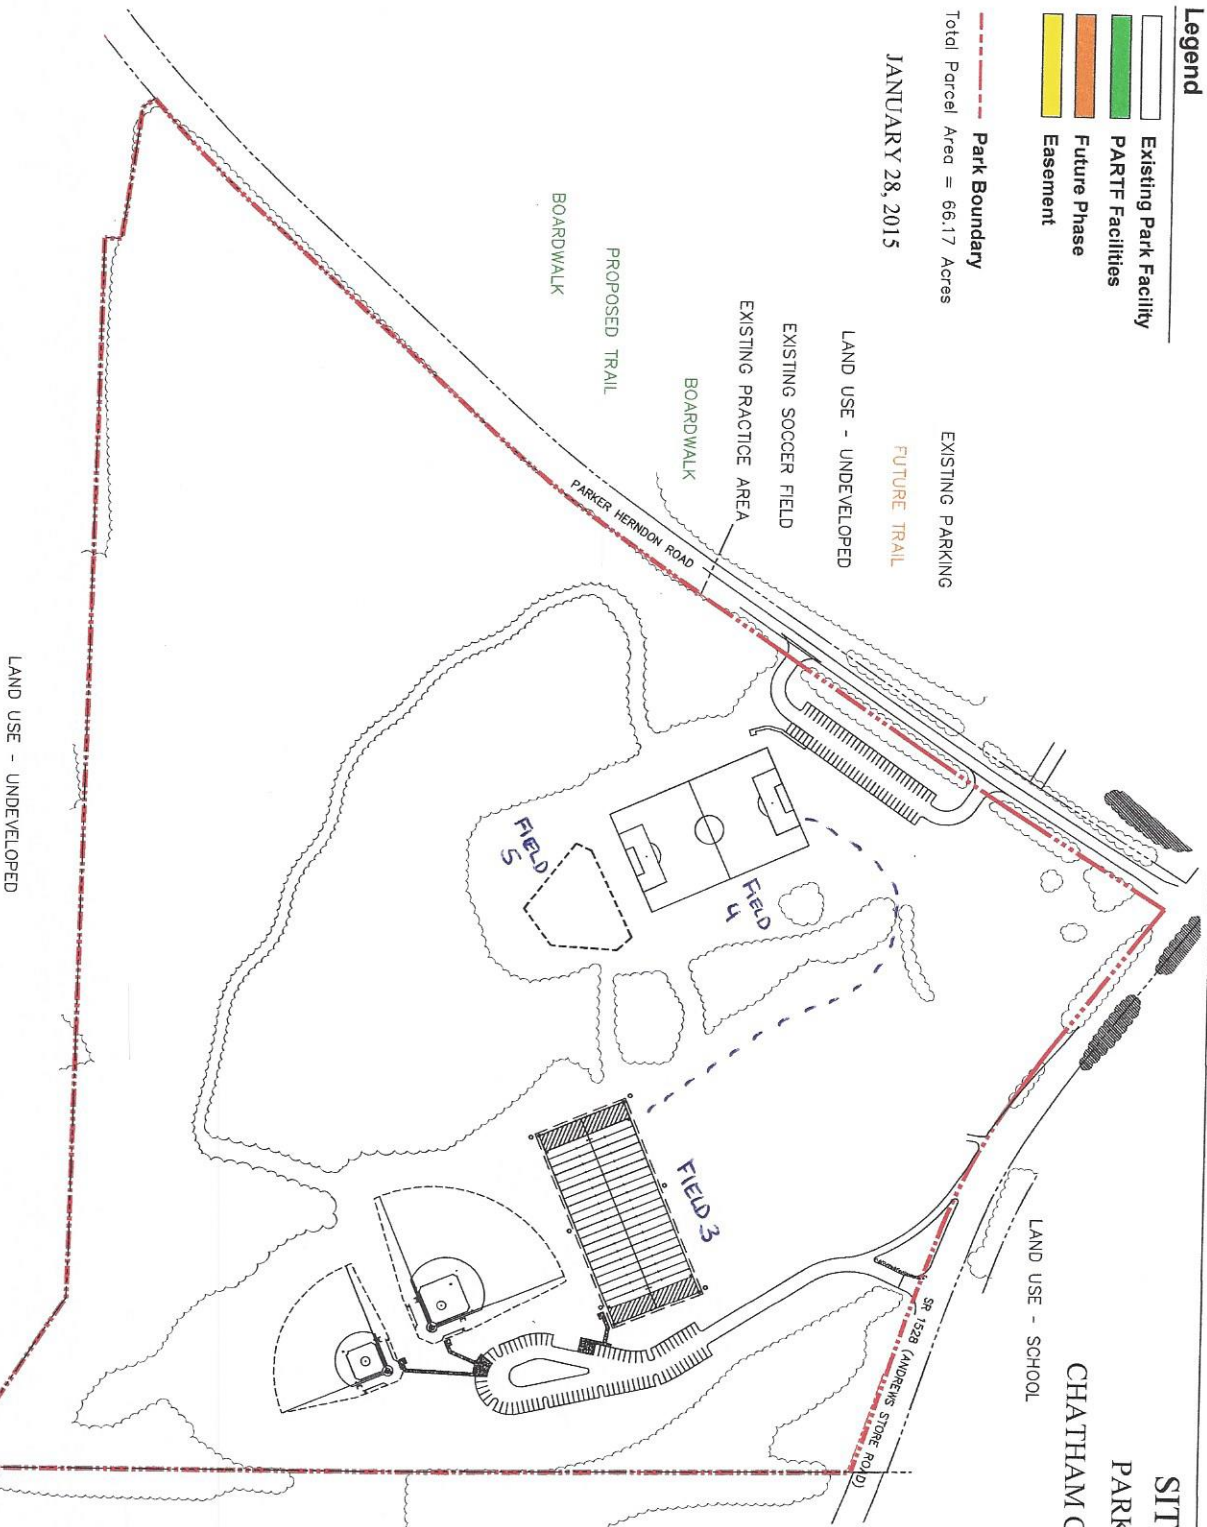 Legend
Existing Park Facility
PARTF Facilities
Future Phase
Easement
Park Boundary
Total Parcel Area = 66.17 Acres
JANUARY 28, 2015
SIT
PARK
CHATHAM C
EXISTING PARKING
FUTURE TRAIL
LAND USE - UNDEVELOPED
EXISTING SOCCER FIELD
EXISTING PRACTICE AREA
BOARDWALK
PROPOSED TRAIL
BOARDWALK
PARKER HERNDON ROAD
LAND USE - SCHOOL
SR 1528 (ANDREWS STORE ROAD)
FIELD 3
FIELD
4
FIELD
5
LAND USE - UNDEVELOPED